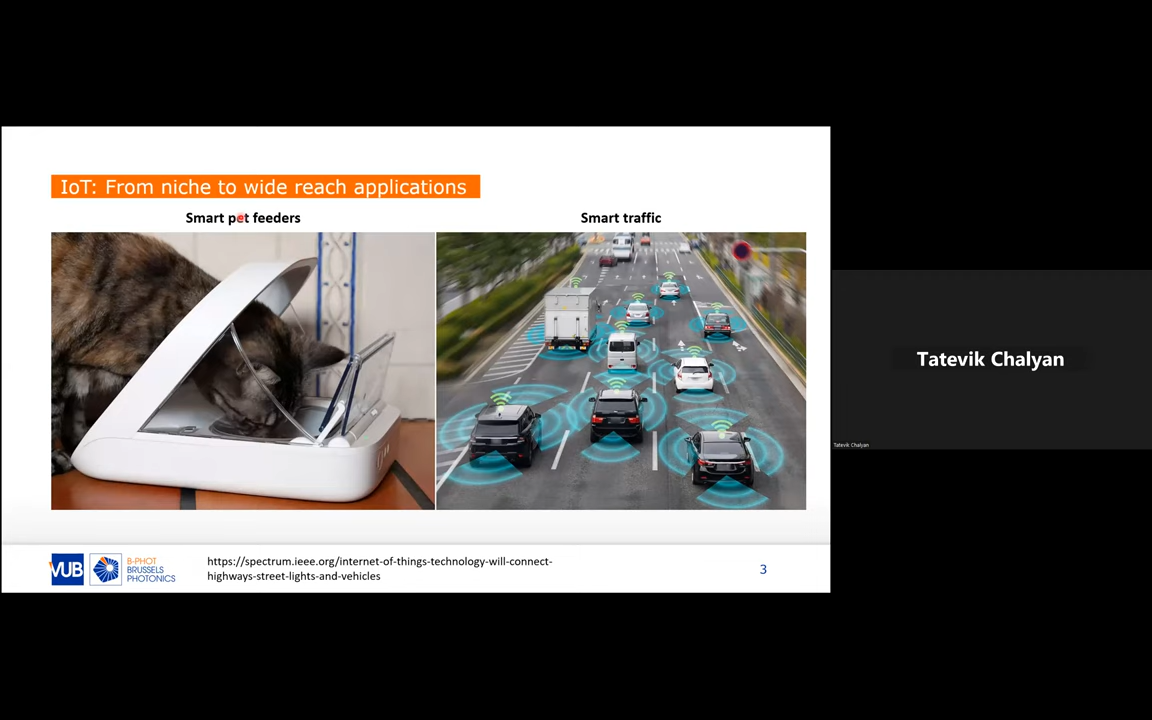 IoT: From niche to wide reach applications
Smart pet feeders
Smart traffic
VUB
B-PHOT
BRUSSELS
PHOTONICS
https://spectrum.ieee.org/internet-of-things-technology-will-connect-
highways-street-lights-and-vehicles
3
Tatevik Chalyan
Tatevik Chalyan